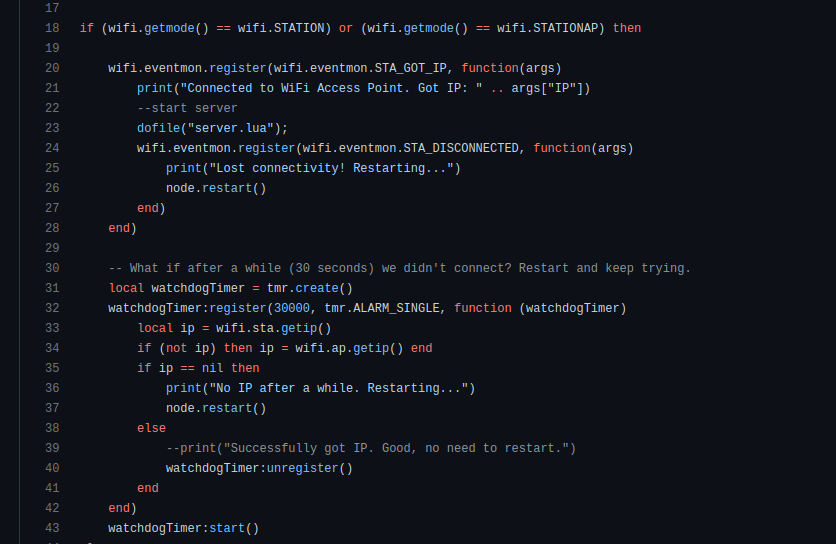 17
18 if (wifi.getmode() == wifi.STATION) or (wifi.getmode() == wifi.STATIONAP) then
19
20     wifi.eventmon.register(wifi.eventmon.STA_GOT_IP, function(args)
21         print("Connected to WiFi Access Point. Got IP: " .. args["IP"])
22         --start server
23         dofile("server.lua");
24         wifi.eventmon.register(wifi.eventmon.STA_DISCONNECTED, function(args)
25             print("Lost connectivity! Restarting...")
26             node.restart()
27         end)
28     end)
29
30     -- What if after a while (30 seconds) we didn't connect? Restart and keep trying.
31     local watchdogTimer = tmr.create()
32     watchdogTimer:register(30000, tmr.ALARM_SINGLE, function (watchdogTimer)
33         local ip = wifi.sta.getip()
34         if (not ip) then ip = wifi.ap.getip() end
35         if ip == nil then
36             print("No IP after a while. Restarting...")
37             node.restart()
38         else
39             --print("Successfully got IP. Good, no need to restart.")
40             watchdogTimer:unregister()
41         end
42     end)
43     watchdogTimer:start()